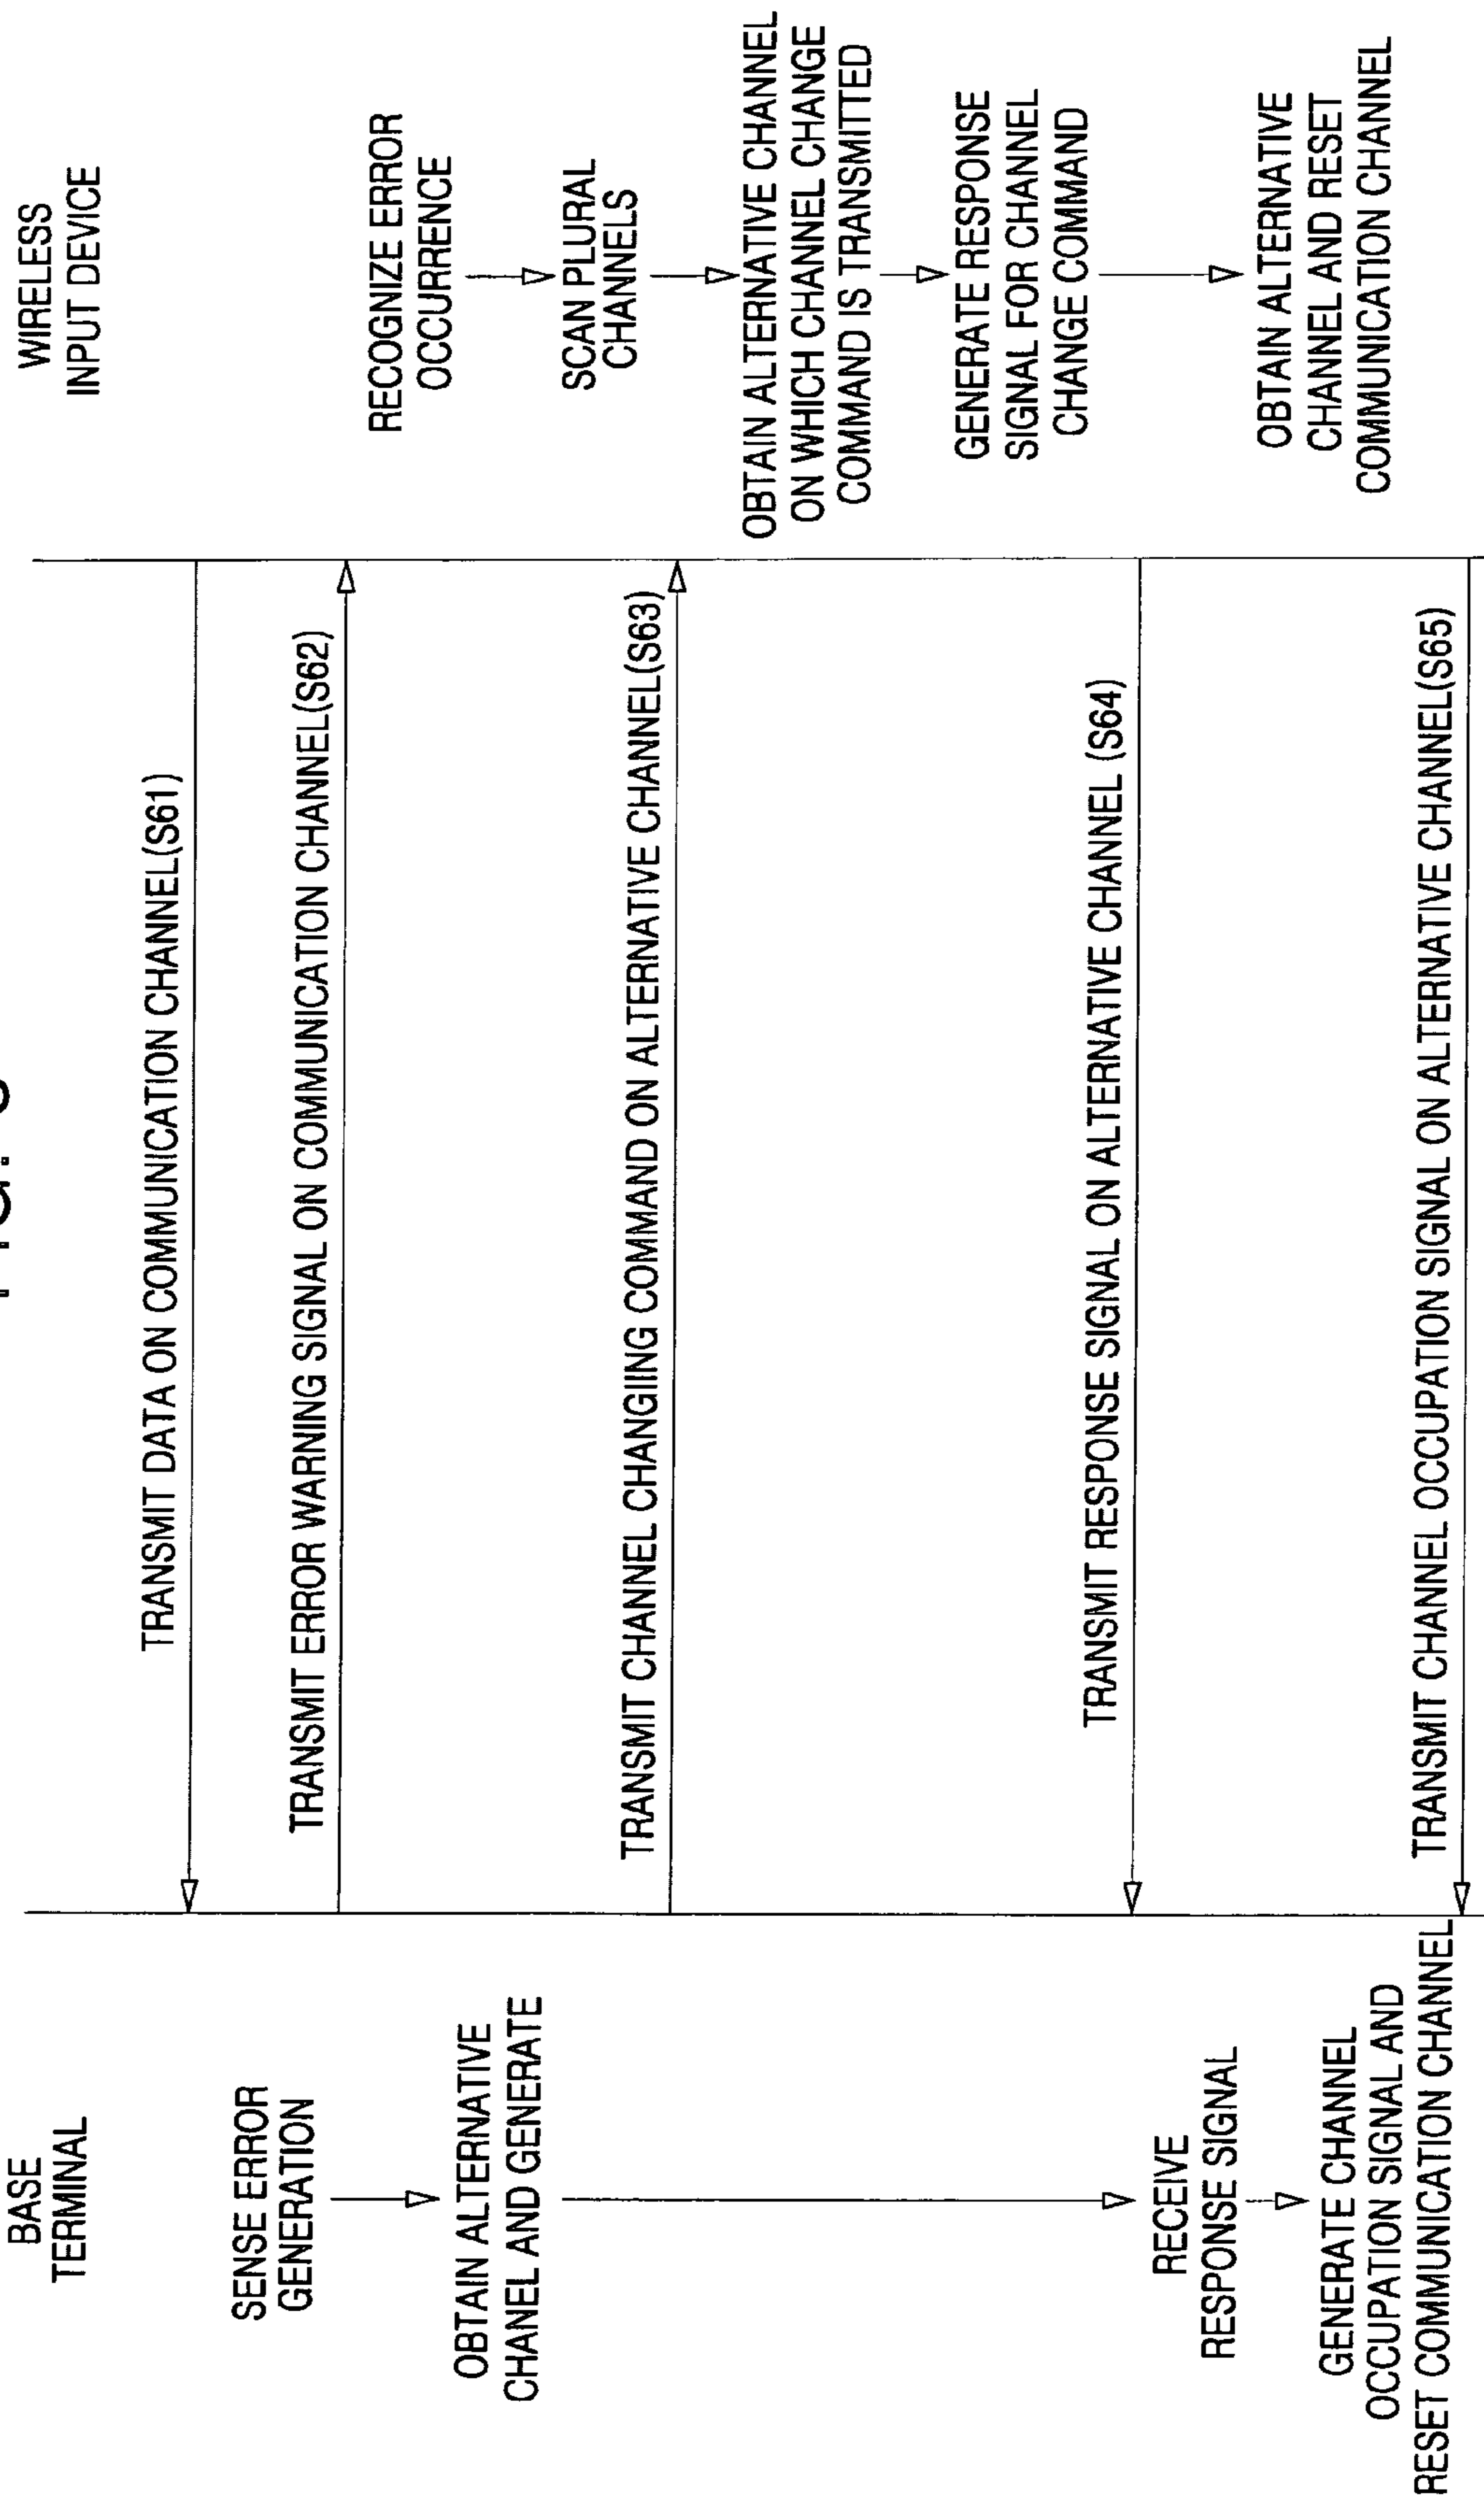 BASE
TERMINAL
WIRELESS
INPUT DEVICE
TRANSMIT DATA ON COMMUNICATION CHANNEL(S61)
SENSE ERROR
GENERATION
TRANSMIT ERROR WARNING SIGNAL ON COMMUNICATION CHANNEL(S62)
RECOGNIZE ERROR
OCCURRENCE
OBTAIN ALTERNATIVE
CHANEL AND GENERATE
SCAN PLURAL
CHANNELS
TRANSMIT CHANNEL CHANGIING COMMAND ON ALTERNATIVE CHANNEL(S63)
OBTAIN ALTERNATIVE CHANNEL
ON WHICH CHANNEL CHANGE
COMMAND IS TRANSMITTED
GENERATE RESPONSE
SIGNAL FOR CHANNEL
CHANGE COMMAND
TRANSMIT RESPONSE SIGNAL ON ALTERNATIVE CHANNEL (S64)
RECEIVE
RESPONSE SIGNAL
OBTAIN ALTERNATIVE
CHANNEL AND RESET
COMMUNICATION CHANNEL
GENERATE CHANNEL
OCCUPATION SIGNAL AND
RESET COMMUNICATION CHANNEL
TRANSMIT CHANNEL OCCUPATION SIGNAL ON ALTERNATIVE CHANNEL(S65)